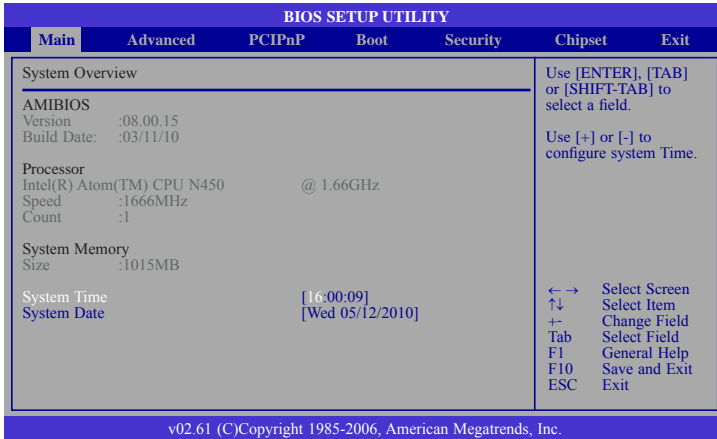 BIOS SETUP UTILITY
Main Advanced PCIPnP Boot Security Chipset Exit
System Overview
AMIBIOS
Version :08.00.15
Build Date: :03/11/10
Processor
Intel(R) Atom(TM) CPU N450 @ 1.66GHz
Speed :1666MHz
Count :1
System Memory
Size :1015MB
System Time [16:00:09]
System Date [Wed 05/12/2010]
Use [ENTER], [TAB]
or [SHIFT-TAB] to
select a field.
Use [+] or [-] to
configure system Time.
←→ Select Screen
↑↓ Select Item
+- Change Field
Tab Select Field
F1 General Help
F10 Save and Exit
ESC Exit
v02.61 (C)Copyright 1985-2006, American Megatrends, Inc.